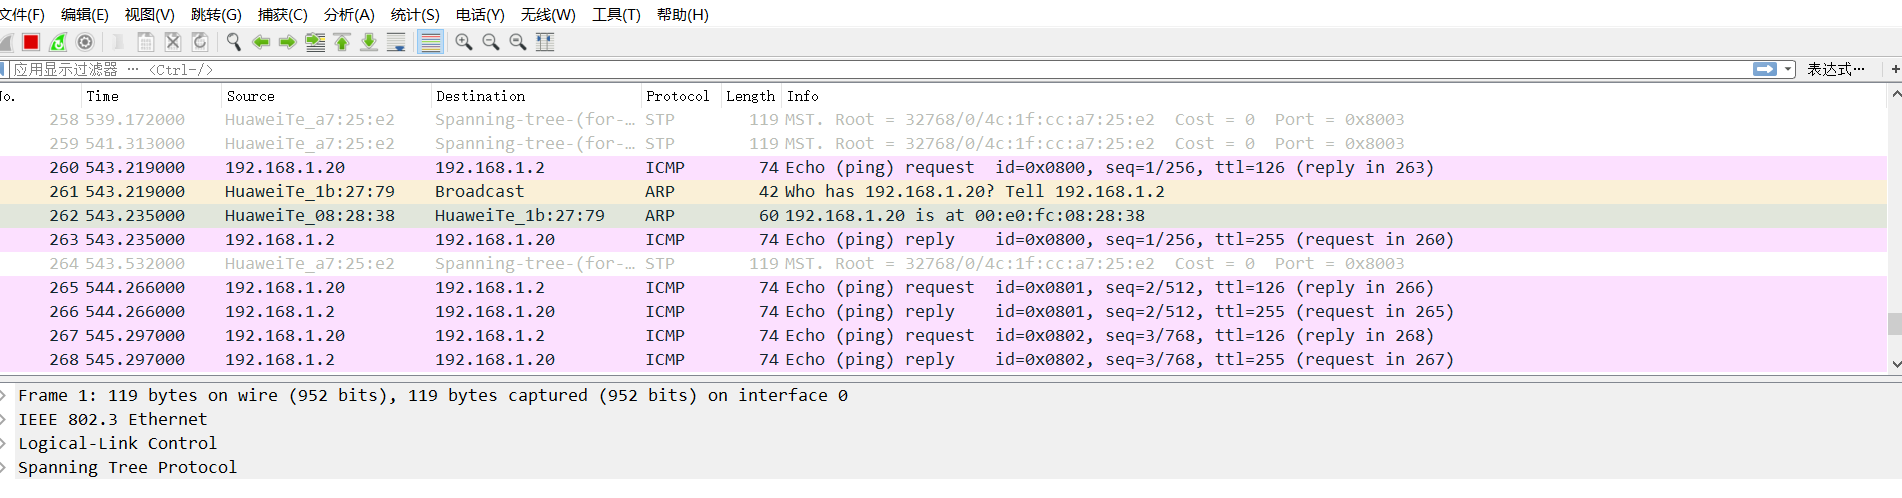 文件(F) 编辑(E) 视图(V) 跳转(G) 捕获(C) 分析(A) 统计(S) 电话(Y) 无线(W) 工具(T) 帮助(H)
应用显示过滤器 … <Ctrl-/> 表达式… +
No. Time Source Destination Protocol Length Info
258 539.172000 HuaweiTe_a7:25:e2 Spanning-tree-(for-… STP 119 MST. Root = 32768/0/4c:1f:cc:a7:25:e2 Cost = 0 Port = 0x8003
259 541.313000 HuaweiTe_a7:25:e2 Spanning-tree-(for-… STP 119 MST. Root = 32768/0/4c:1f:cc:a7:25:e2 Cost = 0 Port = 0x8003
260 543.219000 192.168.1.20 192.168.1.2 ICMP 74 Echo (ping) request id=0x0800, seq=1/256, ttl=126 (reply in 263)
261 543.219000 HuaweiTe_1b:27:79 Broadcast ARP 42 Who has 192.168.1.20? Tell 192.168.1.2
262 543.235000 HuaweiTe_08:28:38 HuaweiTe_1b:27:79 ARP 60 192.168.1.20 is at 00:e0:fc:08:28:38
263 543.235000 192.168.1.2 192.168.1.20 ICMP 74 Echo (ping) reply id=0x0800, seq=1/256, ttl=255 (request in 260)
264 543.532000 HuaweiTe_a7:25:e2 Spanning-tree-(for-… STP 119 MST. Root = 32768/0/4c:1f:cc:a7:25:e2 Cost = 0 Port = 0x8003
265 544.266000 192.168.1.20 192.168.1.2 ICMP 74 Echo (ping) request id=0x0801, seq=2/512, ttl=126 (reply in 266)
266 544.266000 192.168.1.2 192.168.1.20 ICMP 74 Echo (ping) reply id=0x0801, seq=2/512, ttl=255 (request in 265)
267 545.297000 192.168.1.20 192.168.1.2 ICMP 74 Echo (ping) request id=0x0802, seq=3/768, ttl=126 (reply in 268)
268 545.297000 192.168.1.2 192.168.1.20 ICMP 74 Echo (ping) reply id=0x0802, seq=3/768, ttl=255 (request in 267)
Frame 1: 119 bytes on wire (952 bits), 119 bytes captured (952 bits) on interface 0
IEEE 802.3 Ethernet
Logical-Link Control
Spanning Tree Protocol